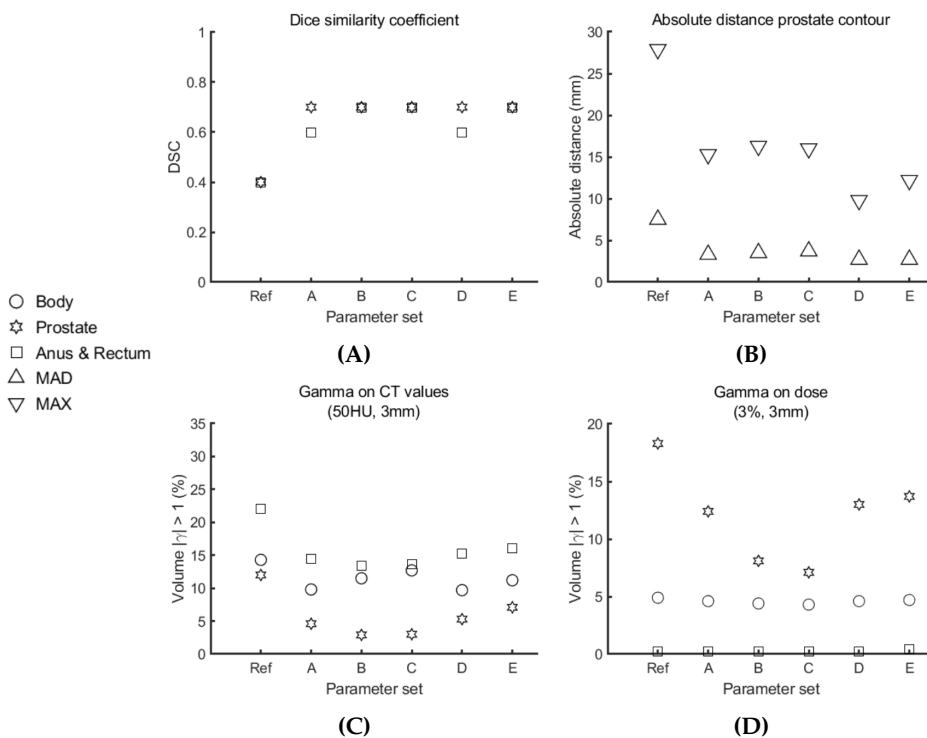 Dice similarity coefficient
1
0.8
0.6
0.4
0.2
0
DSC
Ref A B C D E
Parameter set
(A)
Absolute distance prostate contour
30
25
20
15
10
5
0
Absolute distance (mm)
Ref A B C D E
Parameter set
(B)
Body
Prostate
Anus & Rectum
MAD
MAX
Gamma on CT values
(50HU, 3mm)
35
30
25
20
15
10
5
0
Volume |γ| > 1 (%)
Ref A B C D E
Parameter set
(C)
Gamma on dose
(3%, 3mm)
20
15
10
5
0
Volume |γ| > 1 (%)
Ref A B C D E
Parameter set
(D)